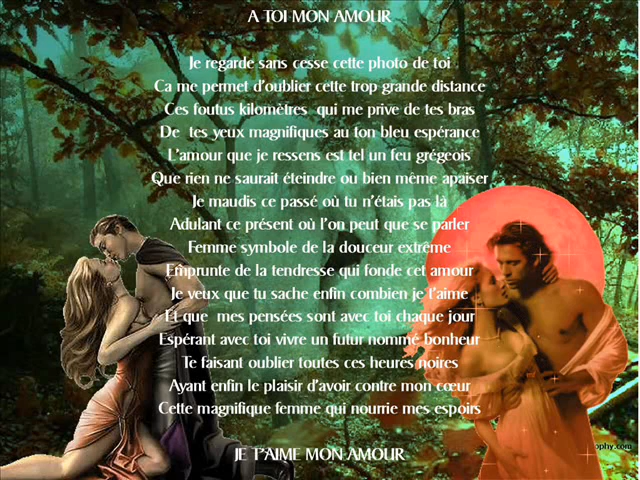 A TOI MON AMOUR
Je regarde sans cesse cette photo de toi
Ca me permet d'oublier cette trop grande distance
Ces foutus kilomètres qui me prive de tes bras
De tes yeux magnifiques au ton bleu espérance
L'amour que je ressens est tel un feu grégeois
Que rien ne saurait éteindre ou bien même apaiser
Je maudis ce passé où tu n'étais pas là
Adulant ce présent où l'on peut que se parler
Femme symbole de la douceur extrême
Emprunte de la tendresse qui fonde cet amour
Je veux que tu sache enfin combien je t'aime
Et que mes pensées sont avec toi chaque jour
Espérant avec toi vivre un futur nommé bonheur
Te faisant oublier toutes ces heures noires
Ayant enfin le plaisir d'avoir contre mon cœur
Cette magnifique femme qui nourrie mes espoirs
ophy.com
JE T'AIME MON AMOUR